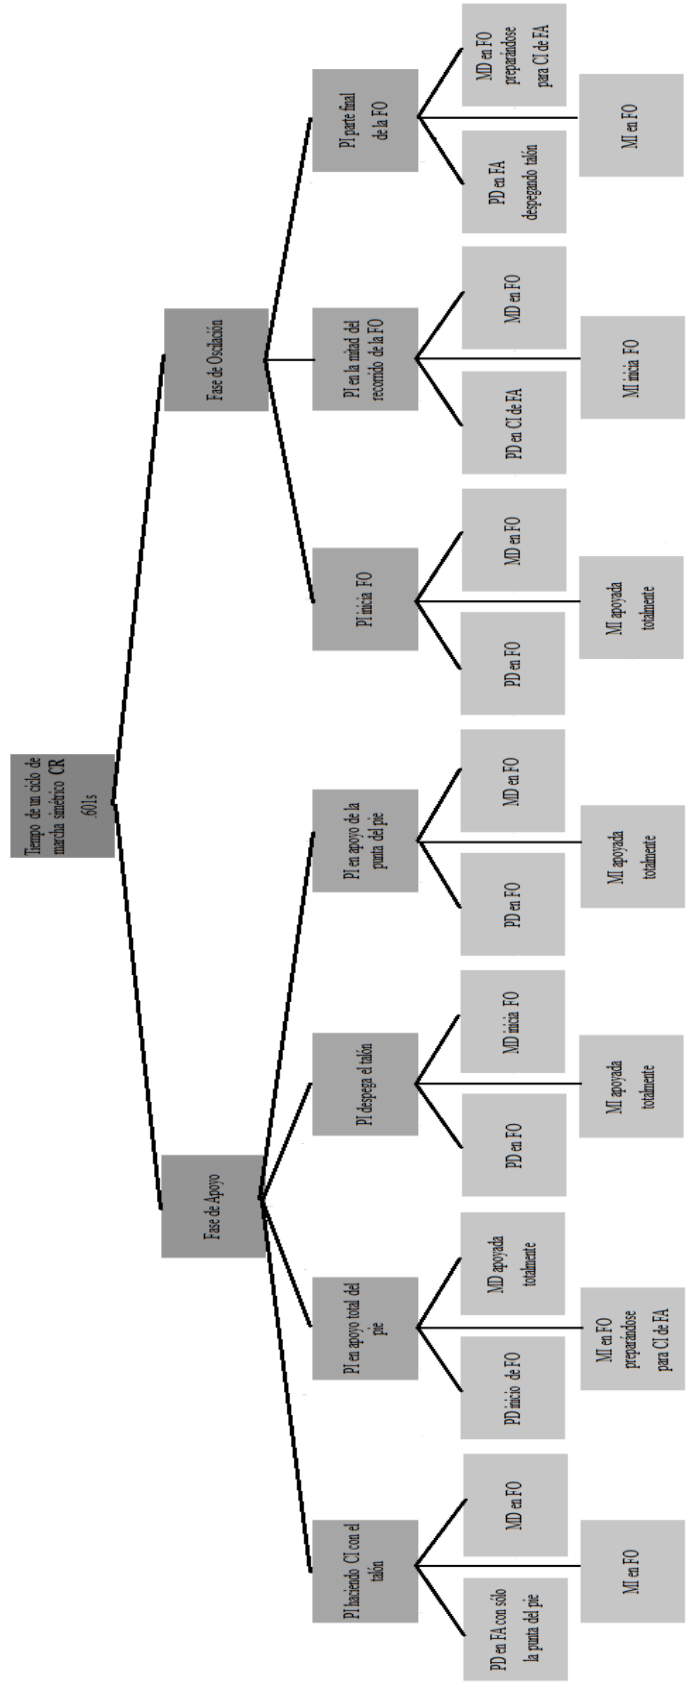 Tiempo de un ciclo de
marcha simétrico CR
.601s
Fase de Apoyo
Fase de Oscilación
PI haciendo CI con el
talón
PI en apoyo total del
pie
PI despega el talón
PI en apoyo de la
punta del pie
PI inicia FO
PI en la mitad del
recorrido de la FO
PI parte final
de la FO
PD en FA con sólo
la punta del pie
MD en FO
MI en FO
PD inicio de FO
MD apoyada
totalmente
MI en FO
preparándose
para CI de FA
PD en FO
MD inicia FO
MI apoyada
totalmente
PD en FO
MD en FO
MI apoyada
totalmente
PD en FO
MD en FO
MI apoyada
totalmente
PD en CI de FA
MD en FO
MI inicia FO
PD en FA
despegando talón
MD en FO
preparándose
para CI de FA
MI en FO